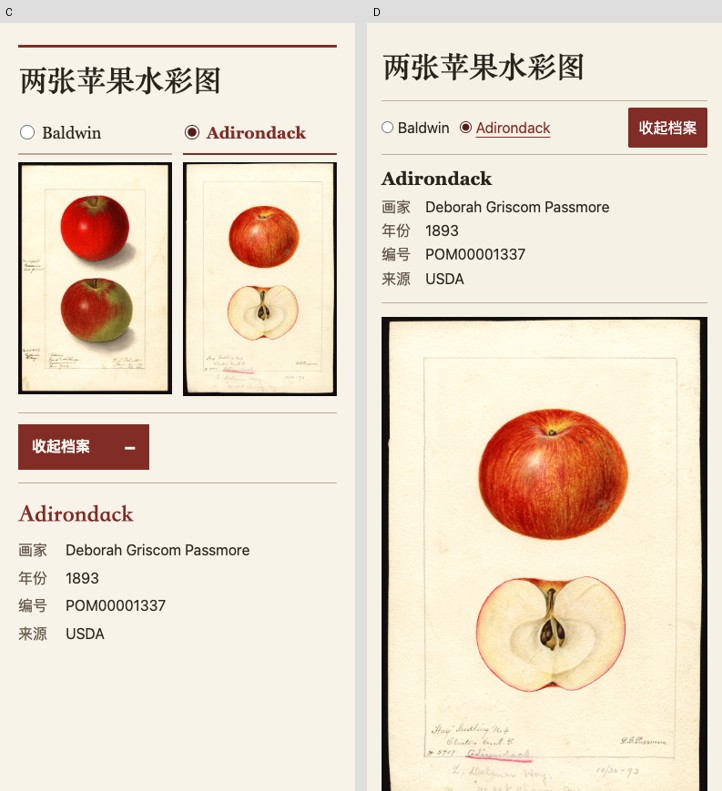 C
两张苹果水彩图
Baldwin
Adirondack
收起档案 –
Adirondack
画家 Deborah Griscom Passmore
年份 1893
编号 POM00001337
来源 USDA
D
两张苹果水彩图
Baldwin Adirondack 收起档案
Adirondack
画家 Deborah Griscom Passmore
年份 1893
编号 POM00001337
来源 USDA
Adirondack